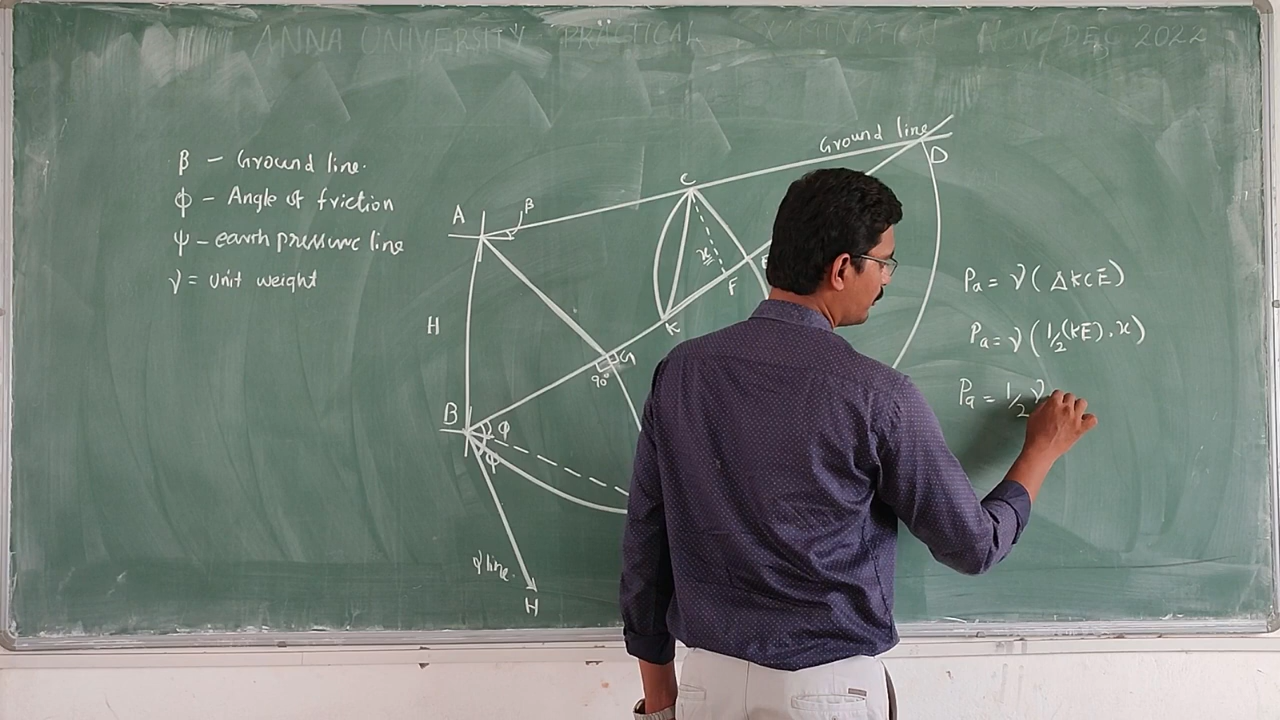 ANNA UNIVERSITY PRACTICAL EXAMINATION NOV/DEC 2022
β - Ground line.
ϕ - Angle of friction
ψ - earth pressure line
γ = unit weight
Ground line
D
C
A
β
x
F
H
K
G
90°
B
φ
φ
line
H
Pa = γ ( Δ KCE )
Pa = γ ( 1/2 (KE) . x )
Pa = 1/2 γ